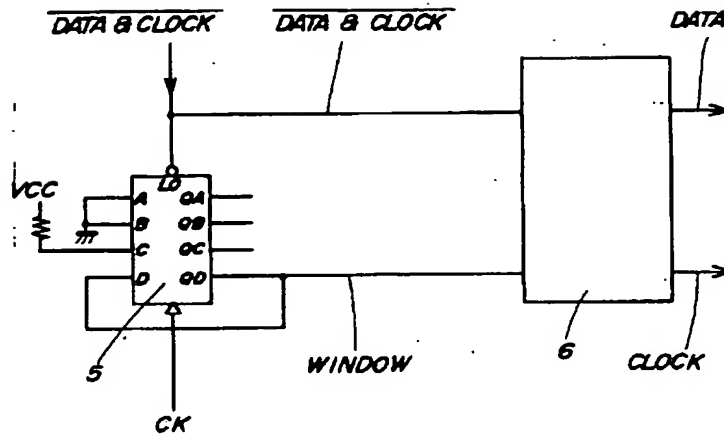 DATA & CLOCK
DATA & CLOCK
DATA
LD
VCC
A QA
B QB
C QC
D QD
5
WINDOW
6
CLOCK
CK